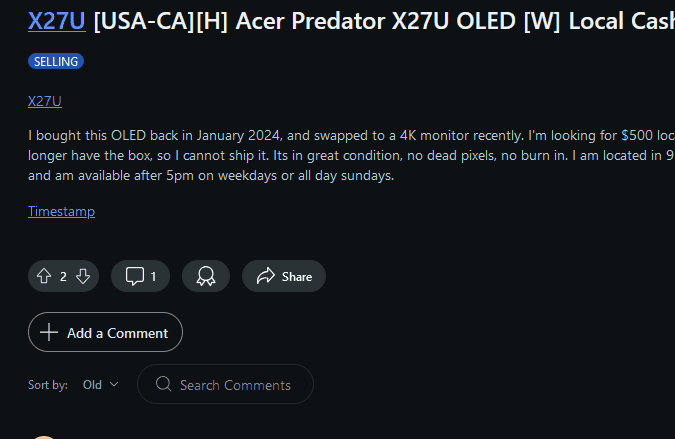 X27U [USA-CA][H] Acer Predator X27U OLED [W] Local Cash
SELLING
X27U
I bought this OLED back in January 2024, and swapped to a 4K monitor recently. I'm looking for $500 loc
longer have the box, so I cannot ship it. Its in great condition, no dead pixels, no burn in. I am located in 9
and am available after 5pm on weekdays or all day sundays.
Timestamp
2 1 Share
Add a Comment
Sort by: Old Search Comments